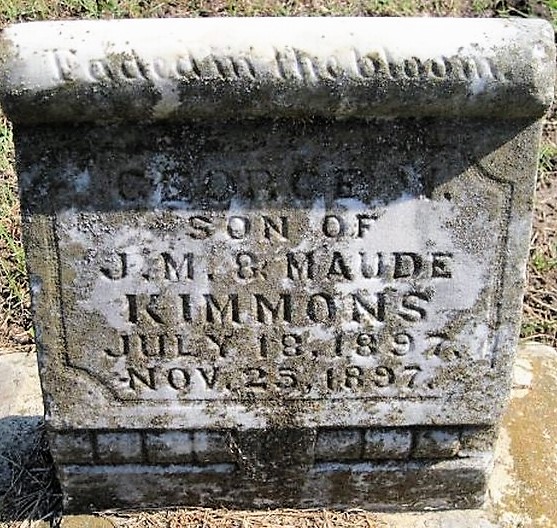 Faded in the bloom.
GEORGE W.
SON OF
J.M. & MAUDE
KIMMONS
JULY 18, 1897.
NOV. 25, 1897.